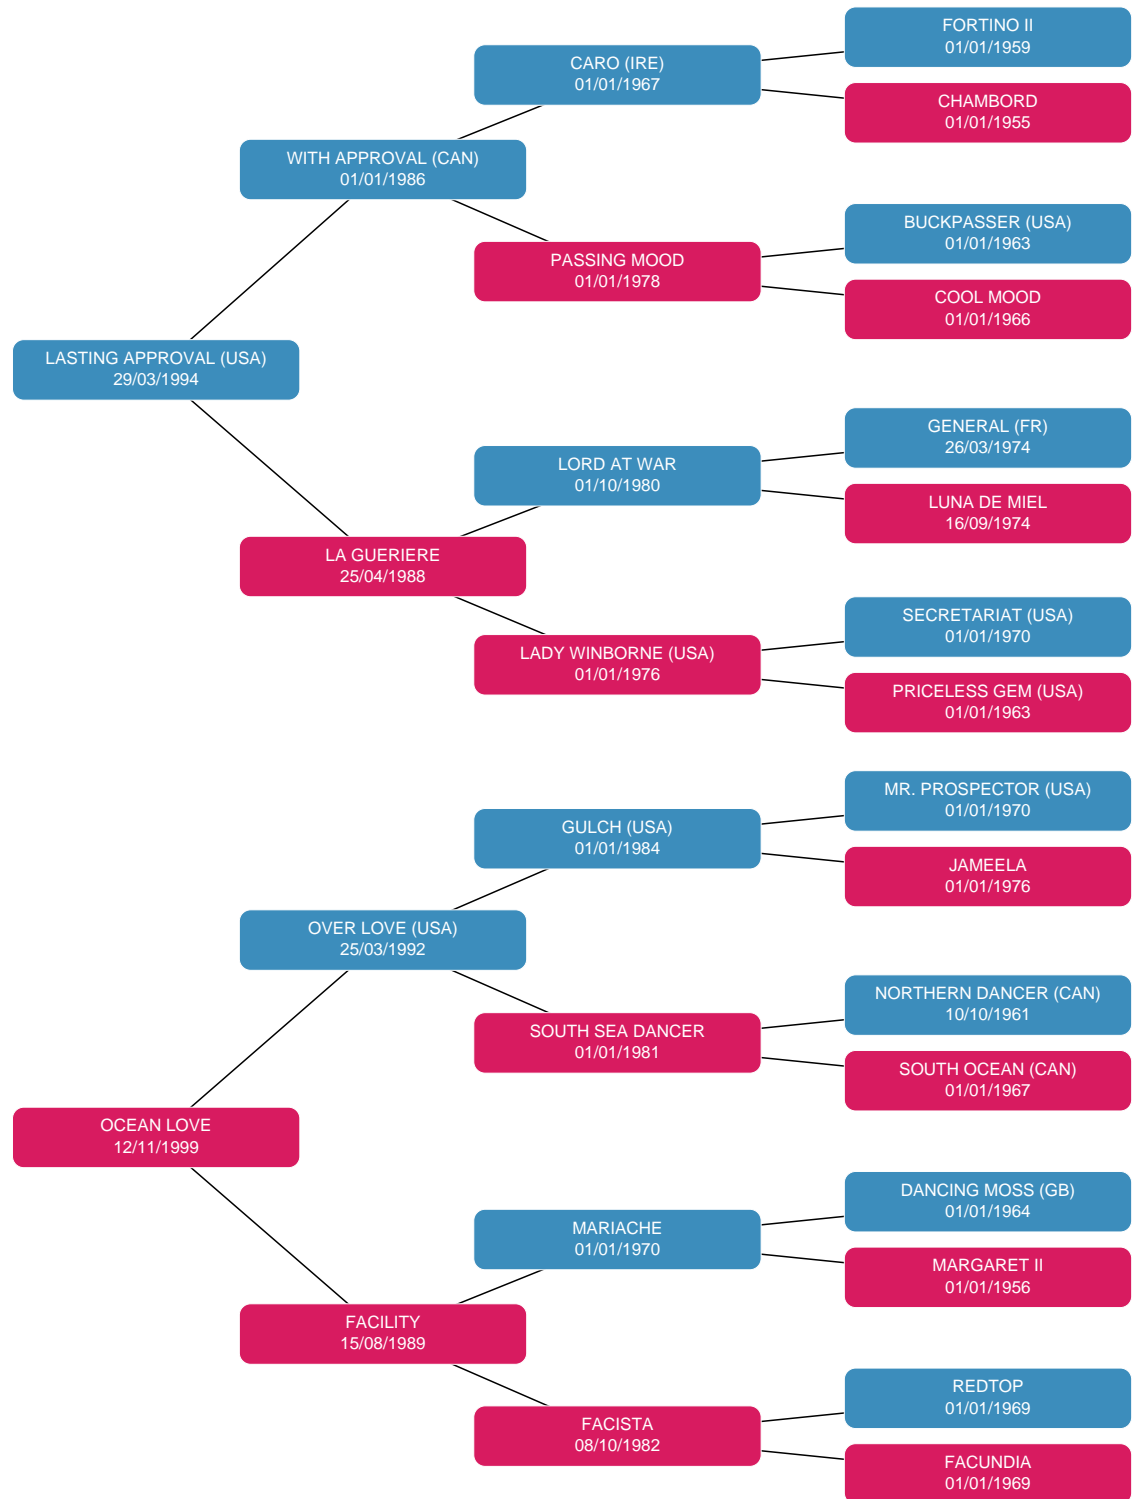 FORTINO II
01/01/1959
CARO (IRE)
01/01/1967
CHAMBORD
01/01/1955
WITH APPROVAL (CAN)
01/01/1986
BUCKPASSER (USA)
01/01/1963
PASSING MOOD
01/01/1978
COOL MOOD
01/01/1966
LASTING APPROVAL (USA)
29/03/1994
GENERAL (FR)
26/03/1974
LORD AT WAR
01/10/1980
LUNA DE MIEL
16/09/1974
LA GUERIERE
25/04/1988
SECRETARIAT (USA)
01/01/1970
LADY WINBORNE (USA)
01/01/1976
PRICELESS GEM (USA)
01/01/1963
MR. PROSPECTOR (USA)
01/01/1970
GULCH (USA)
01/01/1984
JAMEELA
01/01/1976
OVER LOVE (USA)
25/03/1992
NORTHERN DANCER (CAN)
10/10/1961
SOUTH SEA DANCER
01/01/1981
SOUTH OCEAN (CAN)
01/01/1967
OCEAN LOVE
12/11/1999
DANCING MOSS (GB)
01/01/1964
MARIACHE
01/01/1970
MARGARET II
01/01/1956
FACILITY
15/08/1989
REDTOP
01/01/1969
FACISTA
08/10/1982
FACUNDIA
01/01/1969